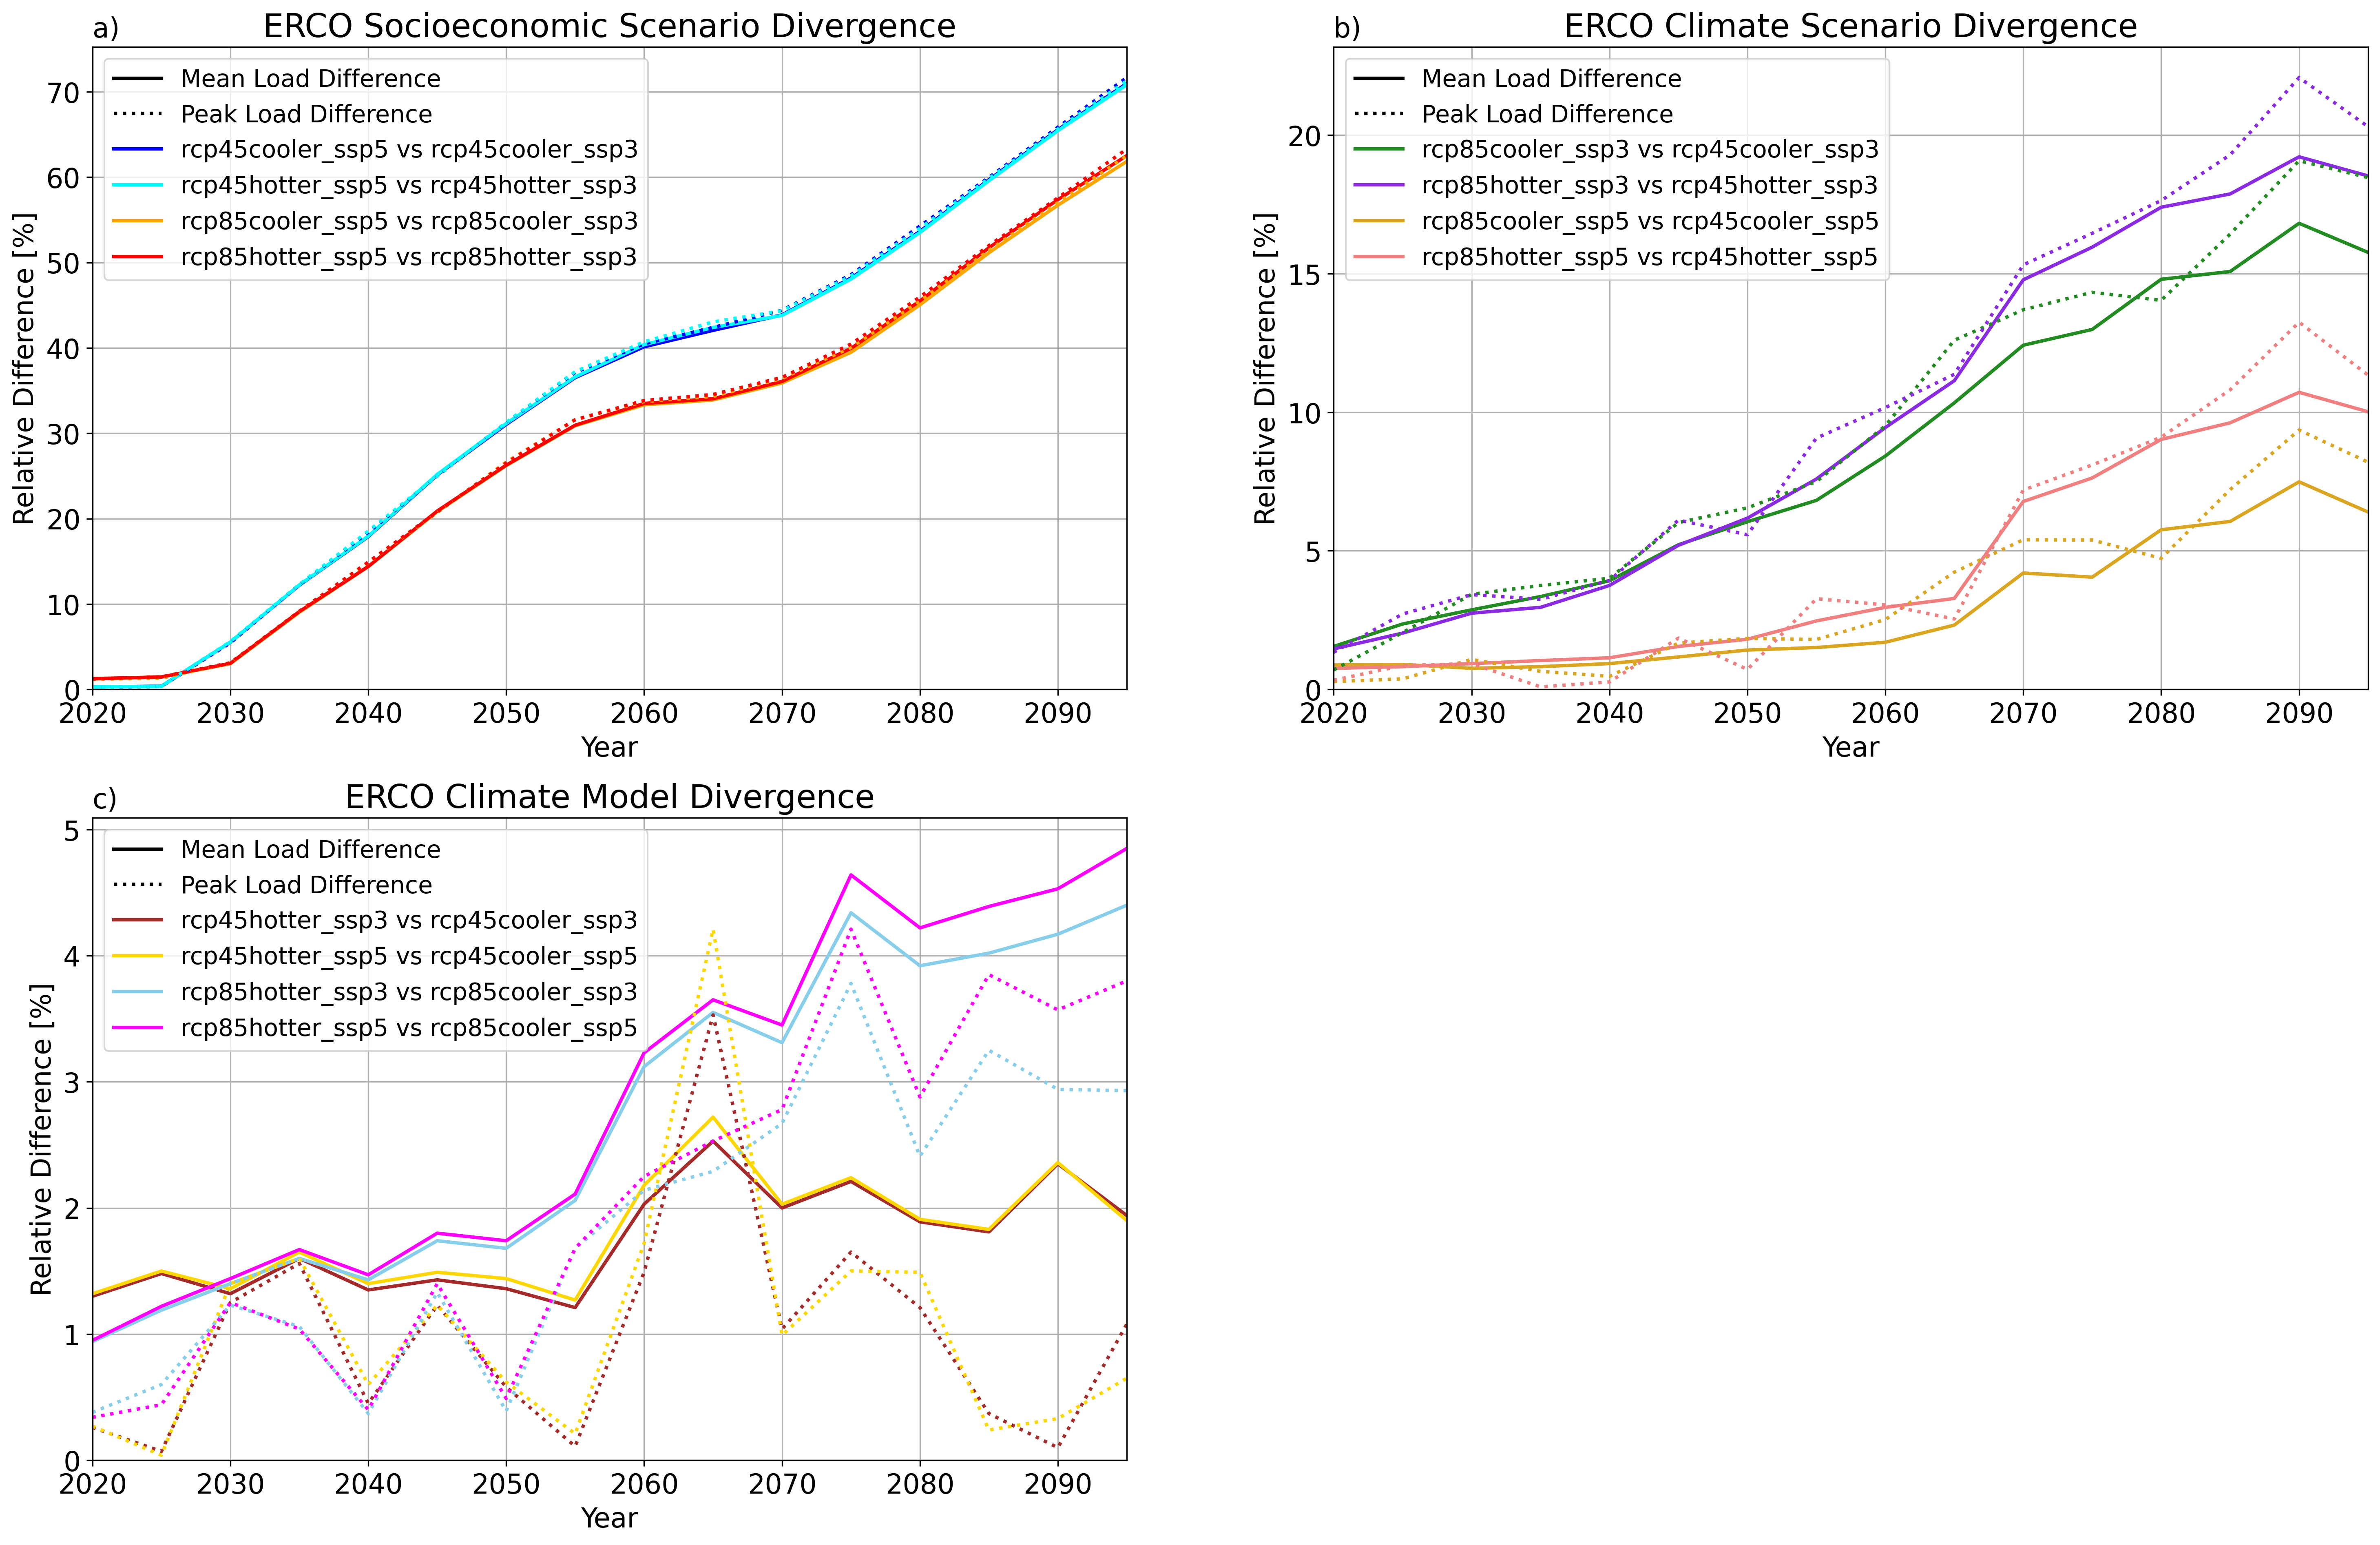 a)
ERCO Socioeconomic Scenario Divergence
Mean Load Difference
Peak Load Difference
rcp45cooler_ssp5 vs rcp45cooler_ssp3
rcp45hotter_ssp5 vs rcp45hotter_ssp3
rcp85cooler_ssp5 vs rcp85cooler_ssp3
rcp85hotter_ssp5 vs rcp85hotter_ssp3
Relative Difference [%]
70
60
50
40
30
20
10
0
2020 2030 2040 2050 2060 2070 2080 2090
Year
b)
ERCO Climate Scenario Divergence
Mean Load Difference
Peak Load Difference
rcp85cooler_ssp3 vs rcp45cooler_ssp3
rcp85hotter_ssp3 vs rcp45hotter_ssp3
rcp85cooler_ssp5 vs rcp45cooler_ssp5
rcp85hotter_ssp5 vs rcp45hotter_ssp5
Relative Difference [%]
20
15
10
5
0
2020 2030 2040 2050 2060 2070 2080 2090
Year
c)
ERCO Climate Model Divergence
Mean Load Difference
Peak Load Difference
rcp45hotter_ssp3 vs rcp45cooler_ssp3
rcp45hotter_ssp5 vs rcp45cooler_ssp5
rcp85hotter_ssp3 vs rcp85cooler_ssp3
rcp85hotter_ssp5 vs rcp85cooler_ssp5
Relative Difference [%]
5
4
3
2
1
0
2020 2030 2040 2050 2060 2070 2080 2090
Year